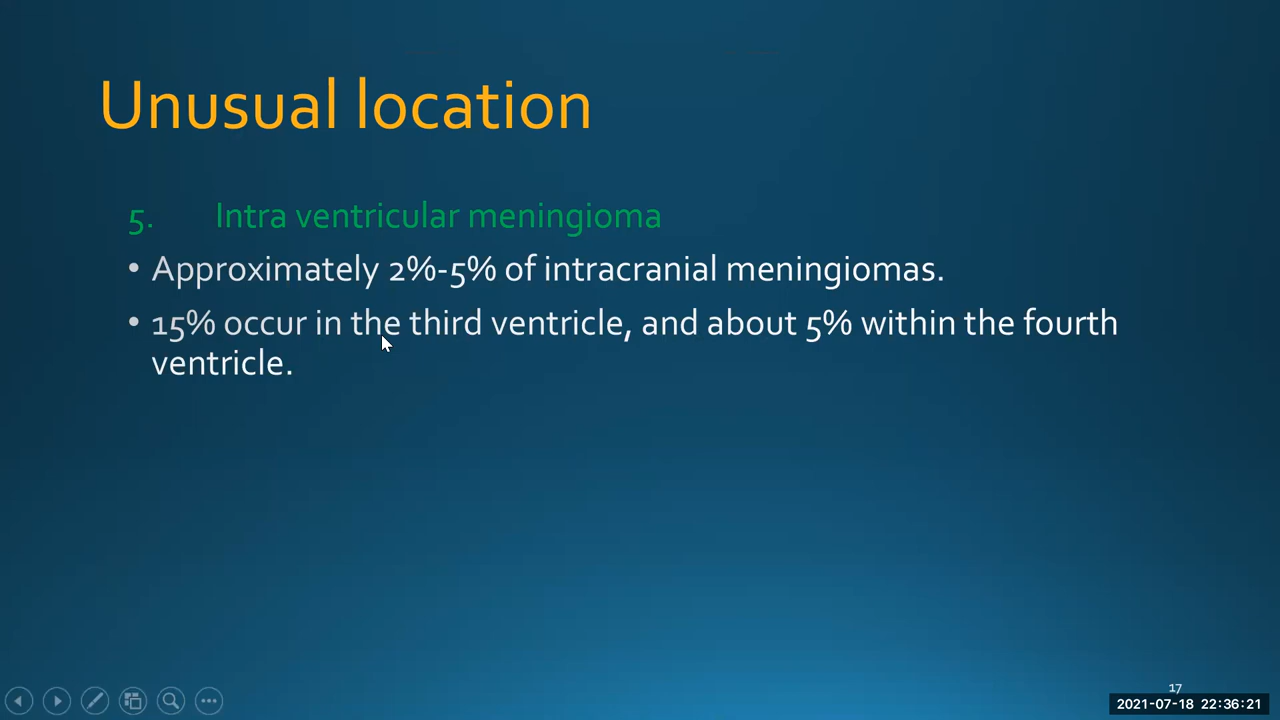 Unusual location
5. Intra ventricular meningioma
• Approximately 2%-5% of intracranial meningiomas.
• 15% occur in the third ventricle, and about 5% within the fourth
ventricle.
17
2021-07-18 22:36:21